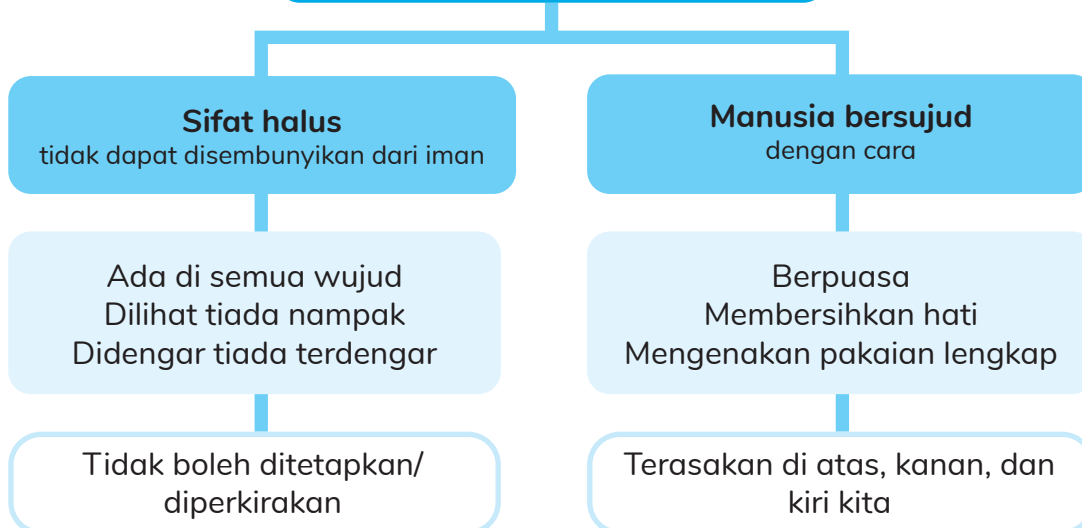 Sifat halus
tidak dapat disembunyikan dari iman
Ada di semua wujud
Dilihat tiada nampak
Didengar tiada terdengar
Tidak boleh ditetapkan/
diperkirakan
Manusia bersujud
dengan cara
Berpuasa
Membersihkan hati
Mengenakan pakaian lengkap
Terasakan di atas, kanan, dan
kiri kita